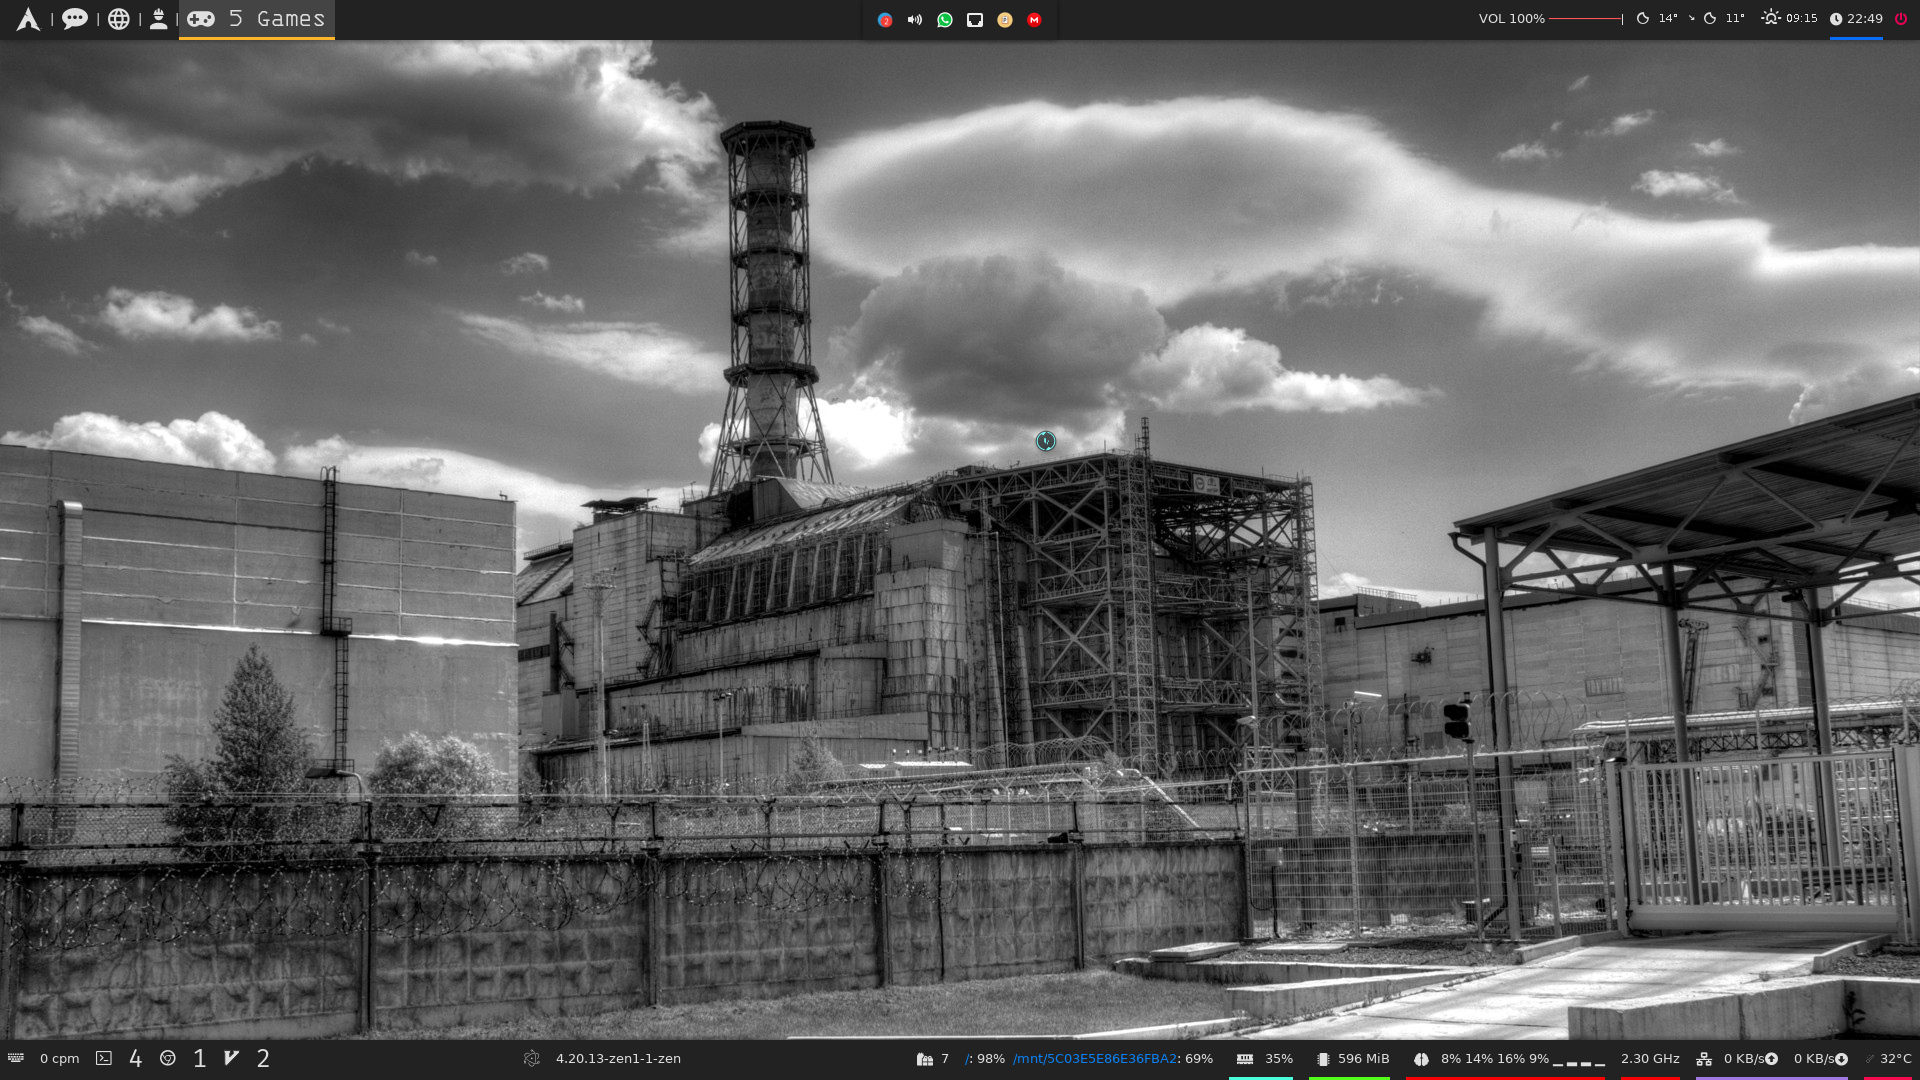 5 Games
2
VOL 100% 14° 11° 09:15 22:49
0 cpm 4 1 2
4.20.13-zen1-1-zen
7 /: 98% /mnt/5C03E5E86E36FBA2: 69% 35% 596 MiB 8% 14% 16% 9% 2.30 GHz 0 KB/s 0 KB/s 32°C